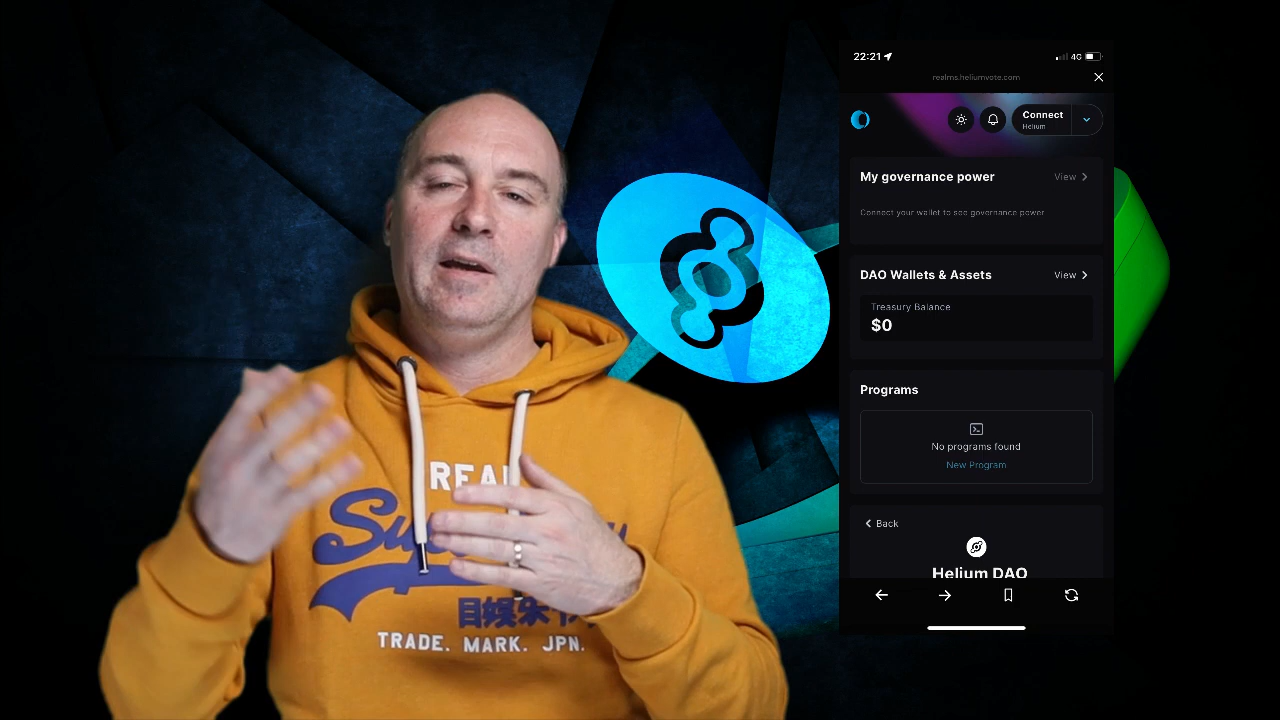 REAL
Superdry
TRADE. MARK. JPN.
22:21
4G
realms.heliumvote.com
Connect
Helium
My governance power
View
Connect your wallet to see governance power
DAO Wallets & Assets
View
Treasury Balance
$0
Programs
No programs found
New Program
Back
Helium DAO